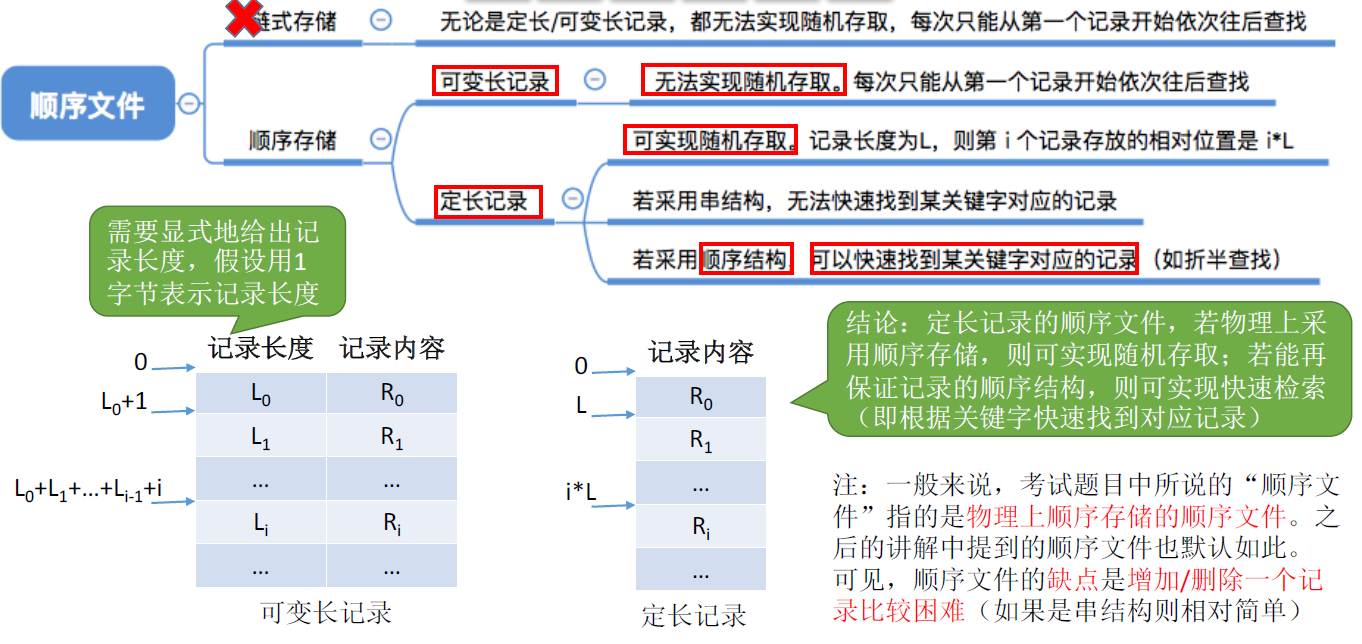 链式存储
无论是定长/可变长记录，都无法实现随机存取，每次只能从第一个记录开始依次往后查找
顺序文件
顺序存储
可变长记录
无法实现随机存取。每次只能从第一个记录开始依次往后查找
定长记录
可实现随机存取。记录长度为L，则第 i 个记录存放的相对位置是 i*L
若采用串结构，无法快速找到某关键字对应的记录
若采用顺序结构，可以快速找到某关键字对应的记录（如折半查找）
需要显式地给出记
录长度，假设用1
字节表示记录长度
记录长度 记录内容
0
L₀+1
L₀+L₁+...+Lᵢ₋₁+i
L₀ R₀
L₁ R₁
... ...
Lᵢ Rᵢ
... ...
可变长记录
记录内容
0
L
i*L
R₀
R₁
...
Rᵢ
...
定长记录
结论：定长记录的顺序文件，若物理上采
用顺序存储，则可实现随机存取；若能再
保证记录的顺序结构，则可实现快速检索
（即根据关键字快速找到对应记录）
注：一般来说，考试题目中所说的“顺序文
件”指的是物理上顺序存储的顺序文件。之
后的讲解中提到的顺序文件也默认如此。
可见，顺序文件的缺点是增加/删除一个记
录比较困难（如果是串结构则相对简单）